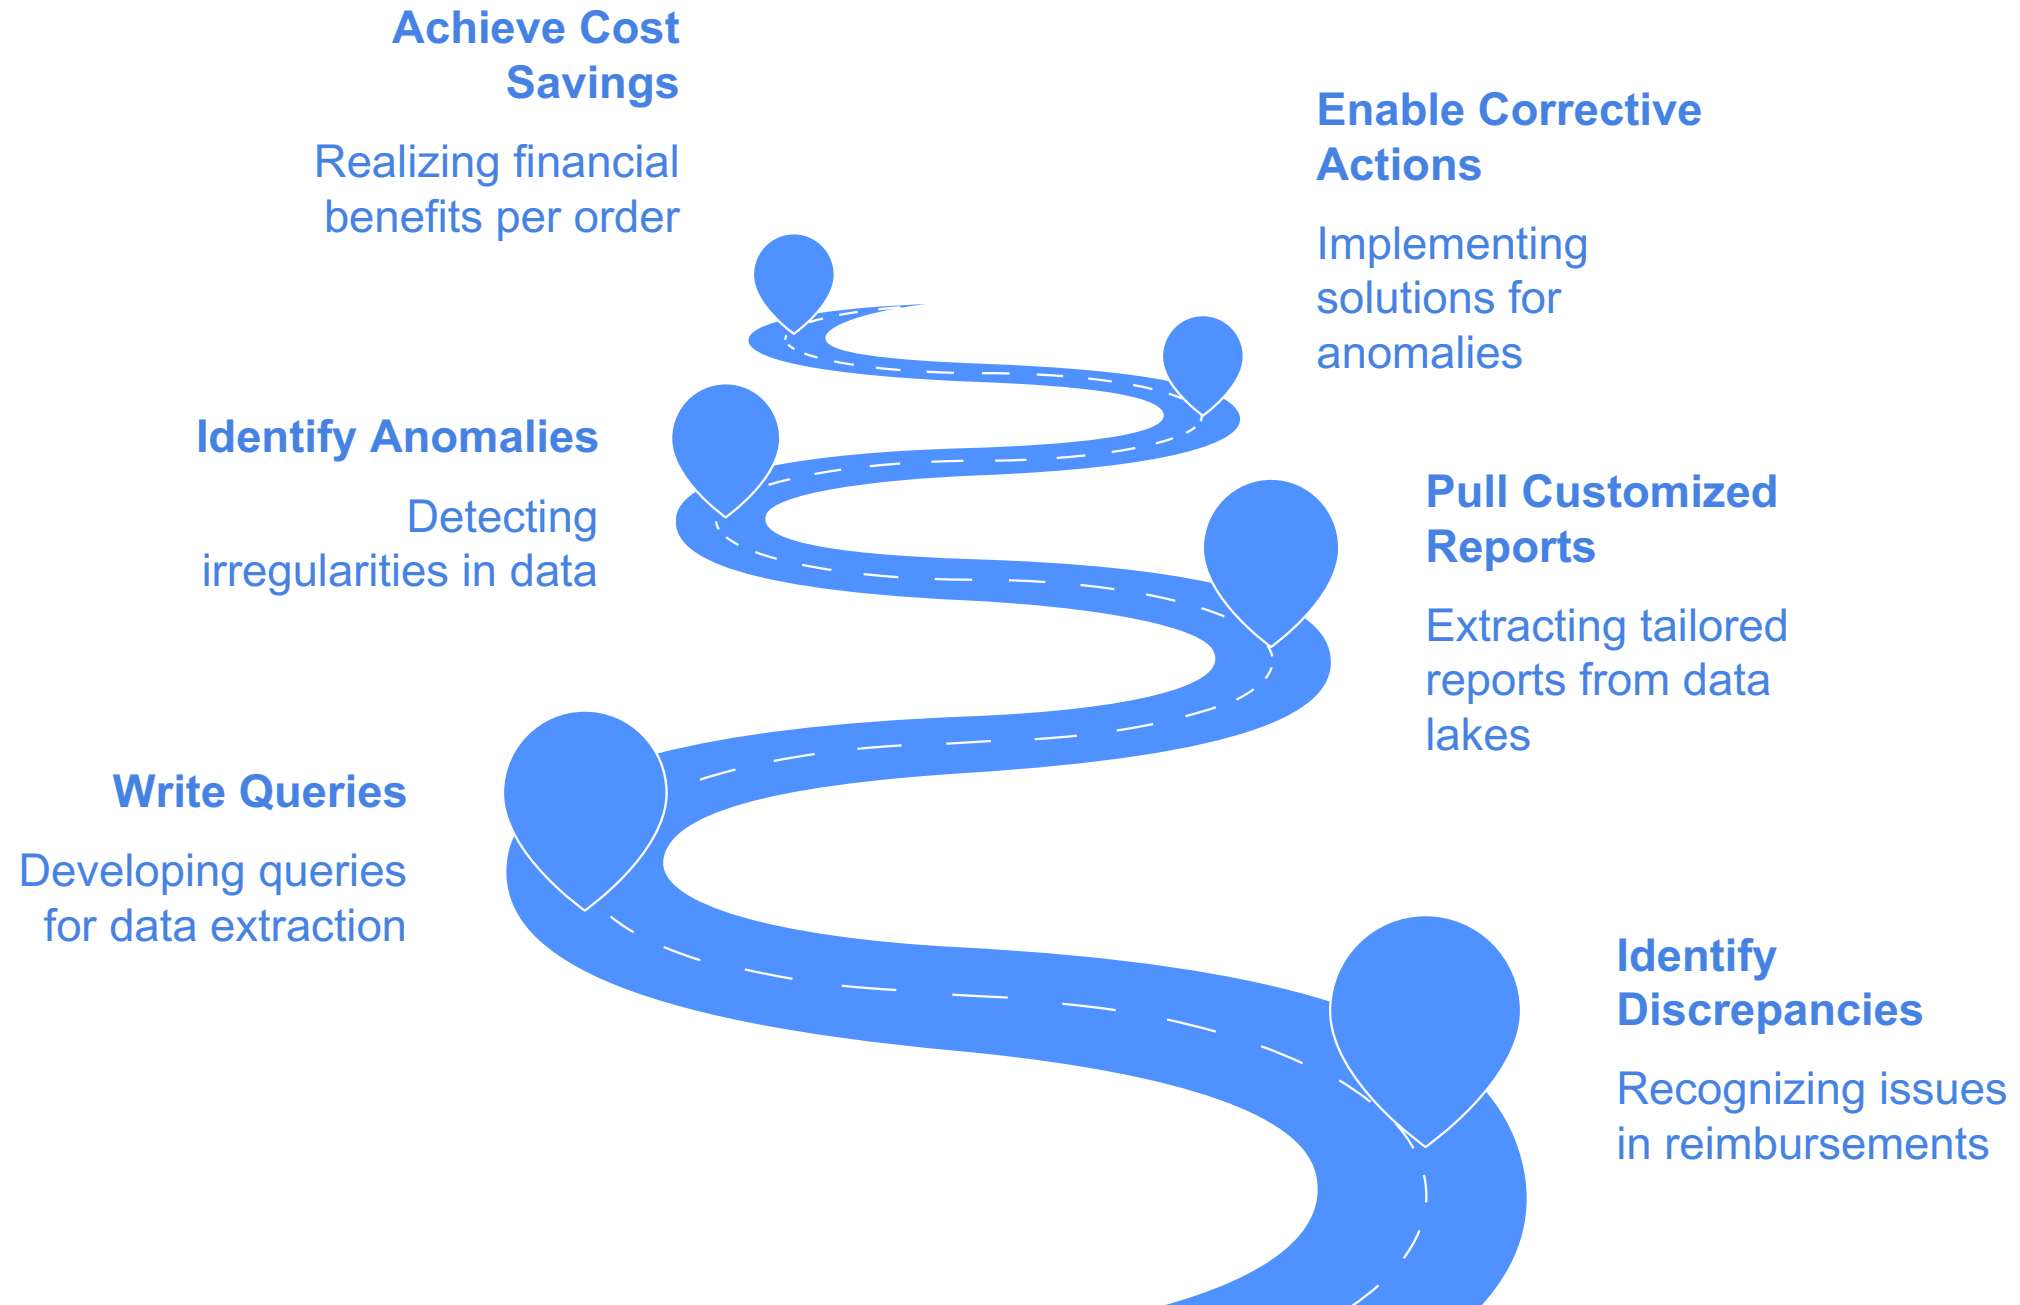 Achieve Cost
Savings
Realizing financial
benefits per order
Enable Corrective
Actions
Implementing
solutions for
anomalies
Identify Anomalies
Detecting
irregularities in data
Pull Customized
Reports
Extracting tailored
reports from data
lakes
Write Queries
Developing queries
for data extraction
Identify
Discrepancies
Recognizing issues
in reimbursements